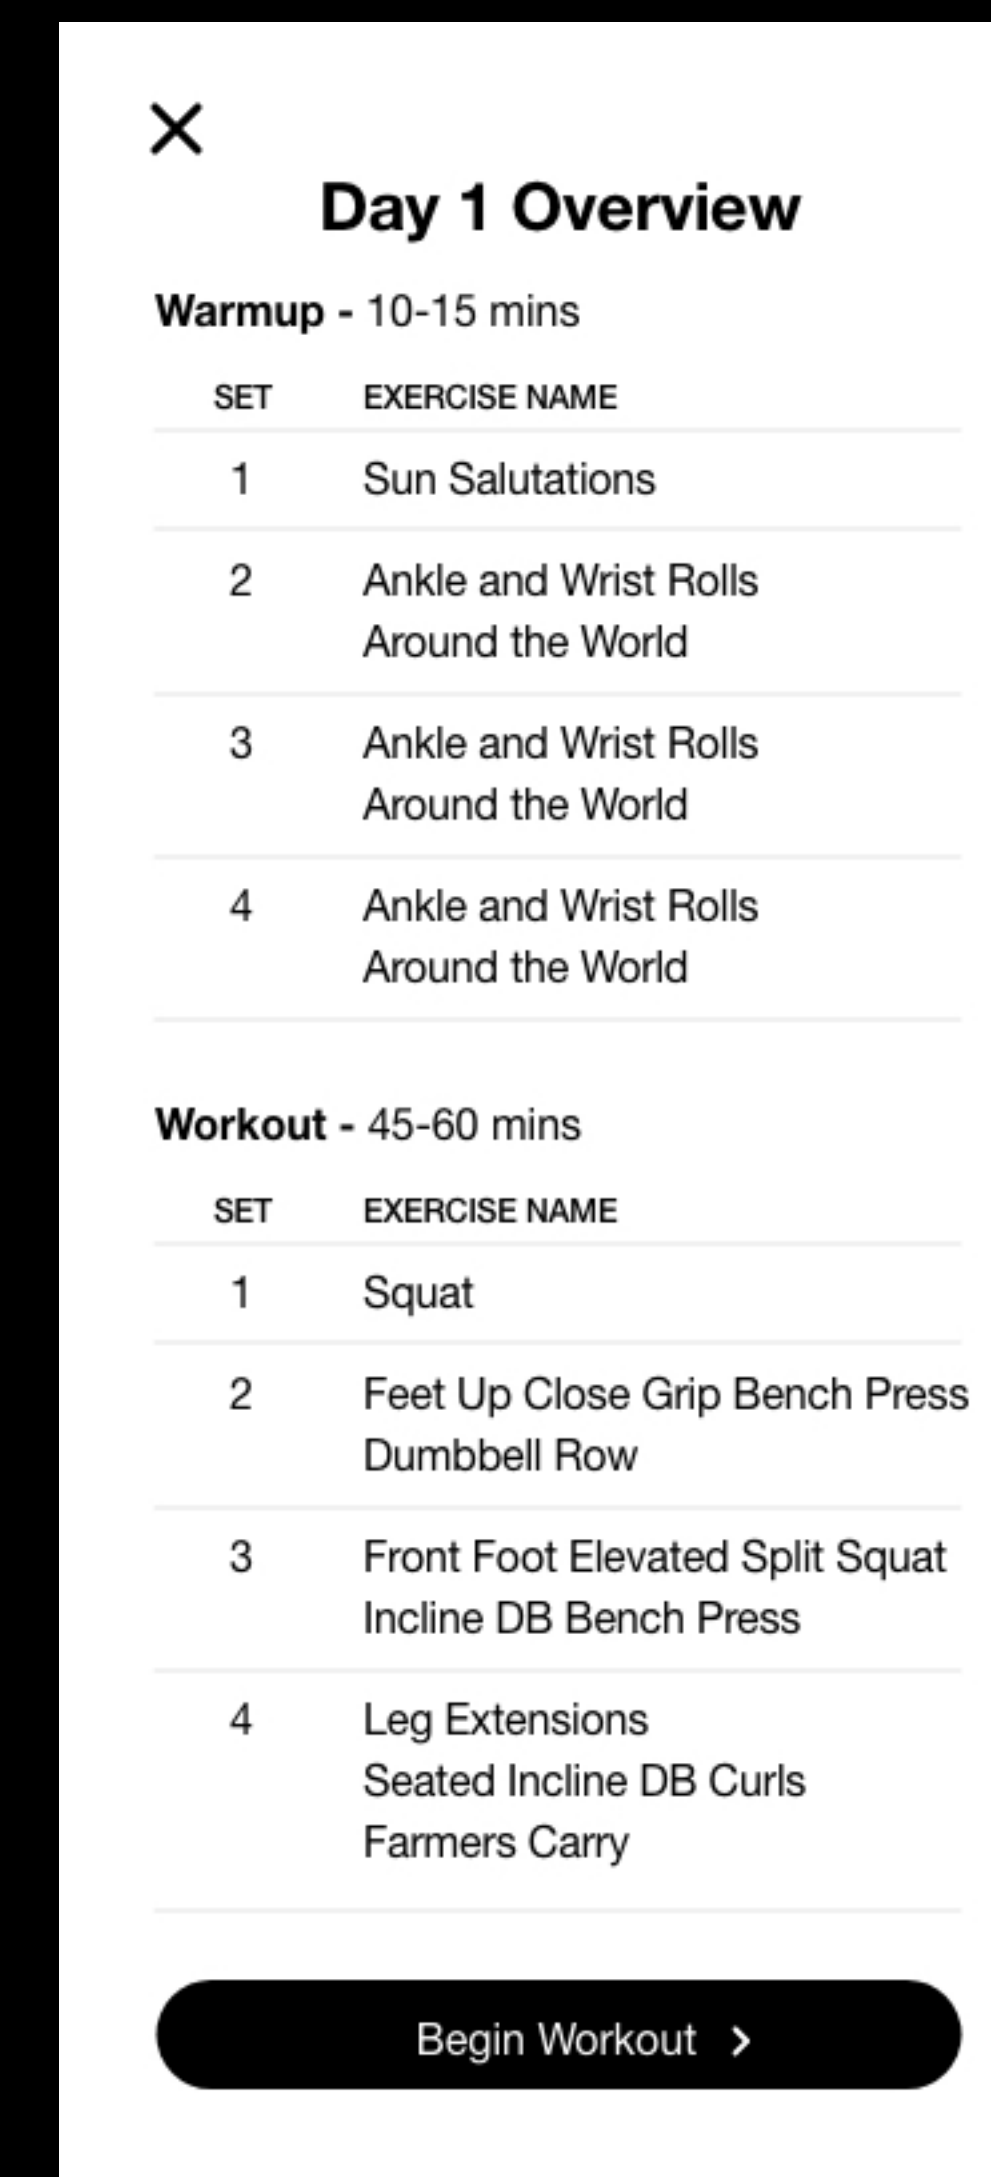 Day 1 Overview
Warmup - 10-15 mins
SET EXERCISE NAME
1 Sun Salutations
2 Ankle and Wrist Rolls
Around the World
3 Ankle and Wrist Rolls
Around the World
4 Ankle and Wrist Rolls
Around the World
Workout - 45-60 mins
SET EXERCISE NAME
1 Squat
2 Feet Up Close Grip Bench Press
Dumbbell Row
3 Front Foot Elevated Split Squat
Incline DB Bench Press
4 Leg Extensions
Seated Incline DB Curls
Farmers Carry
Begin Workout